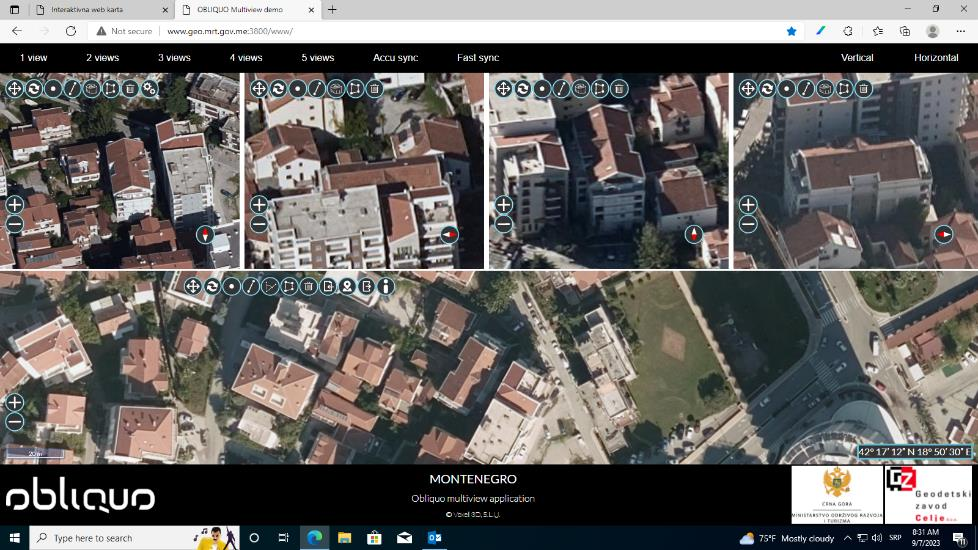 Interaktivna web karta
OBLIQUO Multiview demo
Not secure
www.geo.mrt.gov.me:3800/www/
1 view
2 views
3 views
4 views
5 views
Accu sync
Fast sync
Vertical
Horizontal
20 m
42° 17' 12" N 18° 50' 30" E
obliquo
MONTENEGRO
Obliquo multiview application
© Voxel 3D, S.L.U.
CRNA GORA
MINISTARSTVO ODRŽIVOG RAZVOJA
I TURIZMA
GZ
Geodetski
zavod
Celje d.o.o.
Type here to search
75°F Mostly cloudy
SRP
8:31 AM
9/7/2023